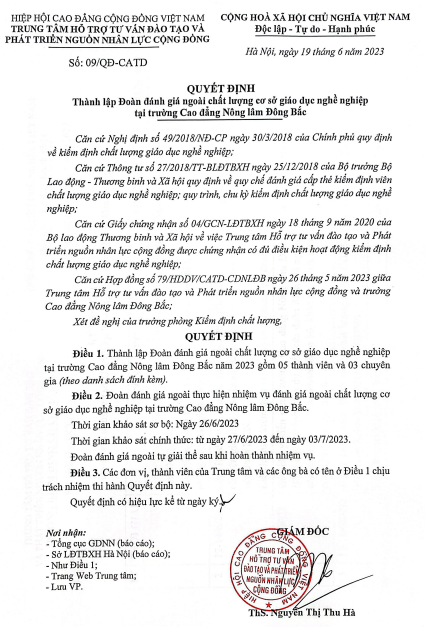 HIỆP HỘI CAO ĐẲNG CỘNG ĐỒNG VIỆT NAM
TRUNG TÂM HỖ TRỢ TƯ VẤN ĐÀO TẠO VÀ
PHÁT TRIỂN NGUỒN NHÂN LỰC CỘNG ĐỒNG
Số: 09/QĐ-CATD
CỘNG HOÀ XÃ HỘI CHỦ NGHĨA VIỆT NAM
Độc lập - Tự do - Hạnh phúc
Hà Nội, ngày 19 tháng 6 năm 2023
QUYẾT ĐỊNH
Thành lập Đoàn đánh giá ngoài chất lượng cơ sở giáo dục nghề nghiệp
tại trường Cao đẳng Nông lâm Đông Bắc
Căn cứ Nghị định số 49/2018/NĐ-CP ngày 30/3/2018 của Chính phủ quy định
về kiểm định chất lượng giáo dục nghề nghiệp;
Căn cứ Thông tư số 27/2018/TT-BLĐTBXH ngày 25/12/2018 của Bộ trưởng Bộ
Lao động - Thương binh và Xã hội quy định về quy chế đánh giá cấp thẻ kiểm định viên
chất lượng giáo dục nghề nghiệp; quy trình, chu kỳ kiểm định chất lượng giáo dục nghề
nghiệp;
Căn cứ Giấy chứng nhận số 04/GCN-LĐTBXH ngày 18 tháng 9 năm 2020 của
Bộ lao động Thương binh và Xã hội về việc Trung tâm Hỗ trợ tư vấn đào tạo và Phát
triển nguồn nhân lực cộng đồng được chứng nhận có đủ điều kiện hoạt động kiểm định
chất lượng giáo dục nghề nghiệp;
Căn cứ Hợp đồng số 79/HDDV/CATD-CDNLĐB ngày 26 tháng 5 năm 2023 giữa
Trung tâm Hỗ trợ tư vấn đào tạo và Phát triển nguồn nhân lực cộng đồng và trường
Cao đẳng Nông lâm Đông Bắc;
Xét đề nghị của trưởng phòng Kiểm định chất lượng,
QUYẾT ĐỊNH
Điều 1. Thành lập Đoàn đánh giá ngoài chất lượng cơ sở giáo dục nghề nghiệp
tại trường Cao đẳng Nông lâm Đông Bắc năm 2023 gồm 05 thành viên và 03 chuyên
gia (theo danh sách đính kèm).
Điều 2. Đoàn đánh giá ngoài thực hiện nhiệm vụ đánh giá ngoài chất lượng cơ
sở giáo dục nghề nghiệp tại trường Cao đẳng Nông lâm Đông Bắc.
Thời gian khảo sát sơ bộ: Ngày 26/6/2023
Thời gian khảo sát chính thức: từ ngày 27/6/2023 đến ngày 03/7/2023.
Đoàn đánh giá ngoài tự giải thể sau khi hoàn thành nhiệm vụ.
Điều 3. Các đơn vị, thành viên của Trung tâm và các ông bà có tên ở Điều 1 chịu
trách nhiệm thi hành Quyết định này.
Quyết định có hiệu lực kể từ ngày ký.
Nơi nhận:
- Tổng cục GDNN (báo cáo);
- Sở LĐTBXH Hà Nội (báo cáo);
- Như Điều 1;
- Trang Web Trung tâm;
- Lưu VP.
GIÁM ĐỐC
HIỆP HỘI CAO ĐẲNG CỘNG ĐỒNG VIỆT NAM
TRUNG TÂM
HỖ TRỢ TƯ VẤN
ĐÀO TẠO VÀ PHÁT TRIỂN
NGUỒN NHÂN LỰC
CỘNG ĐỒNG
ThS. Nguyễn Thị Thu Hà